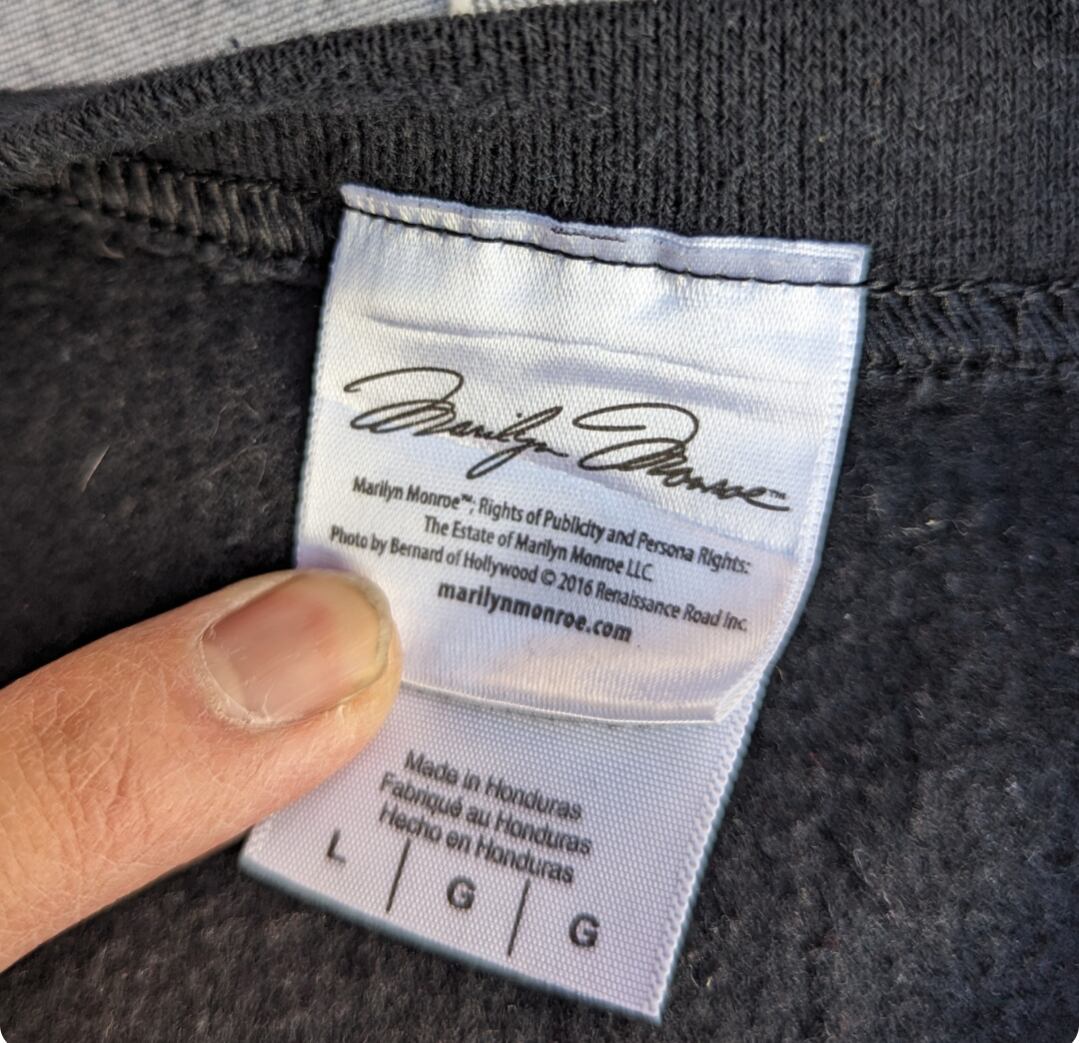 Marilyn Monroe™
Marilyn Monroe™; Rights of Publicity and Persona Rights:
The Estate of Marilyn Monroe LLC.
Photo by Bernard of Hollywood © 2016 Renaissance Road Inc.
marilynmonroe.com
Made in Honduras
Fabriqué au Honduras
Hecho en Honduras
L | G | G